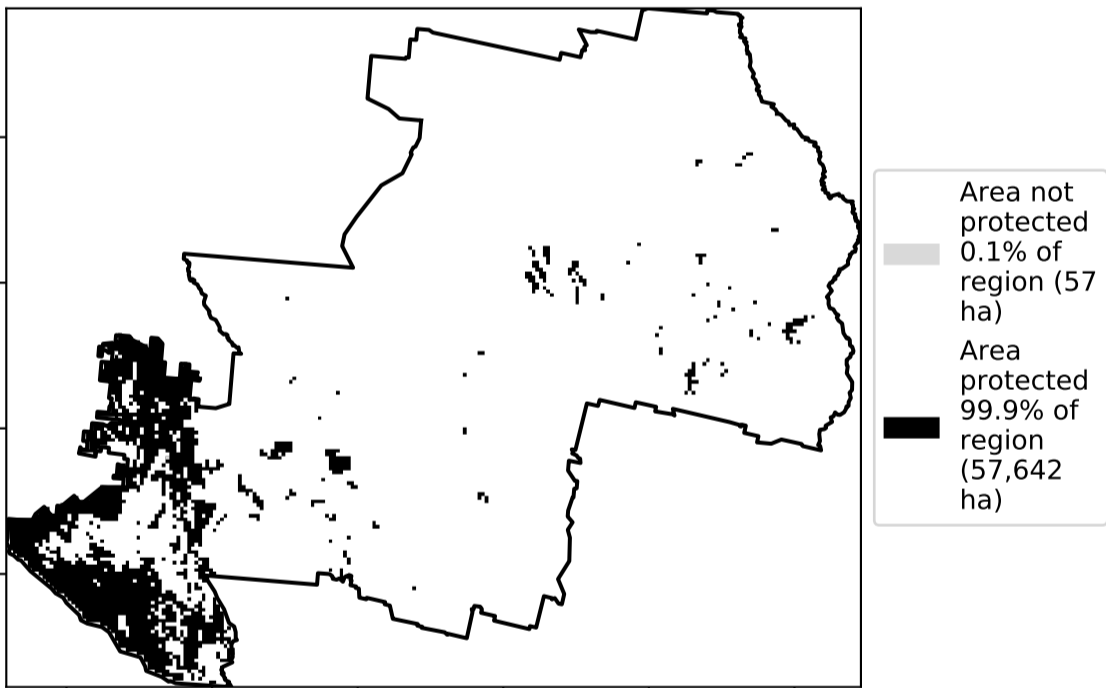 Area not
protected
0.1% of
region (57
ha)
Area
protected
99.9% of
region
(57,642
ha)